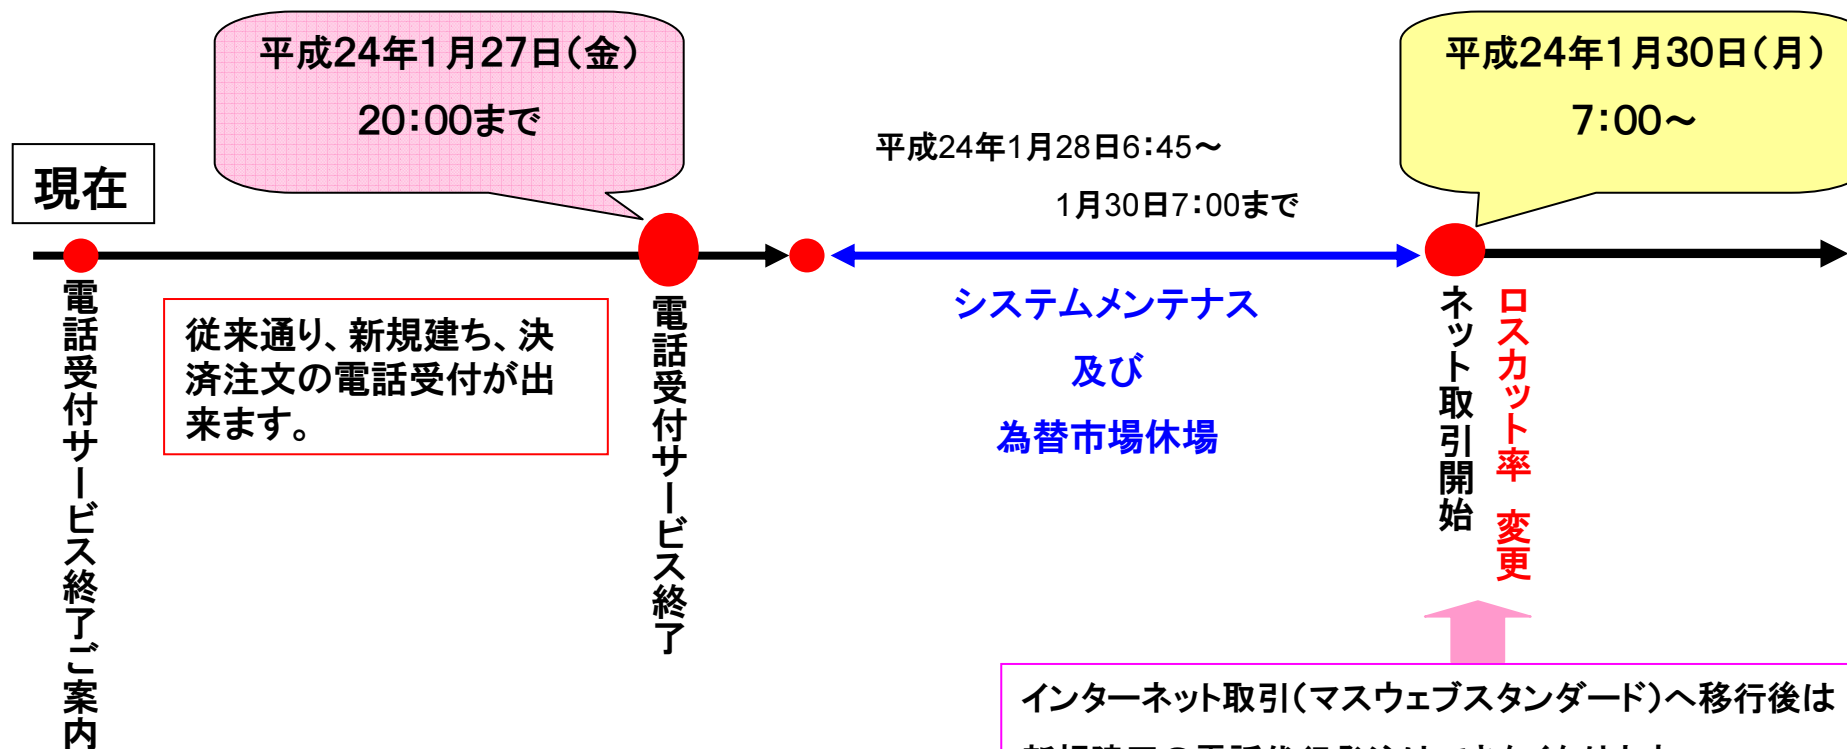 平成24年1月27日(金)
20:00まで
平成24年1月30日(月)
7:00～
平成24年1月28日6:45～
1月30日7:00まで
現在
電話受付サービス終了ご案内
従来通り、新規建ち、決
済注文の電話受付が出
来ます。
電話受付サービス終了
システムメンテナス
及び
為替市場休場
ネット取引開始
ロスカット率 変更
インターネット取引(マスウェブスタンダード)へ移行後は